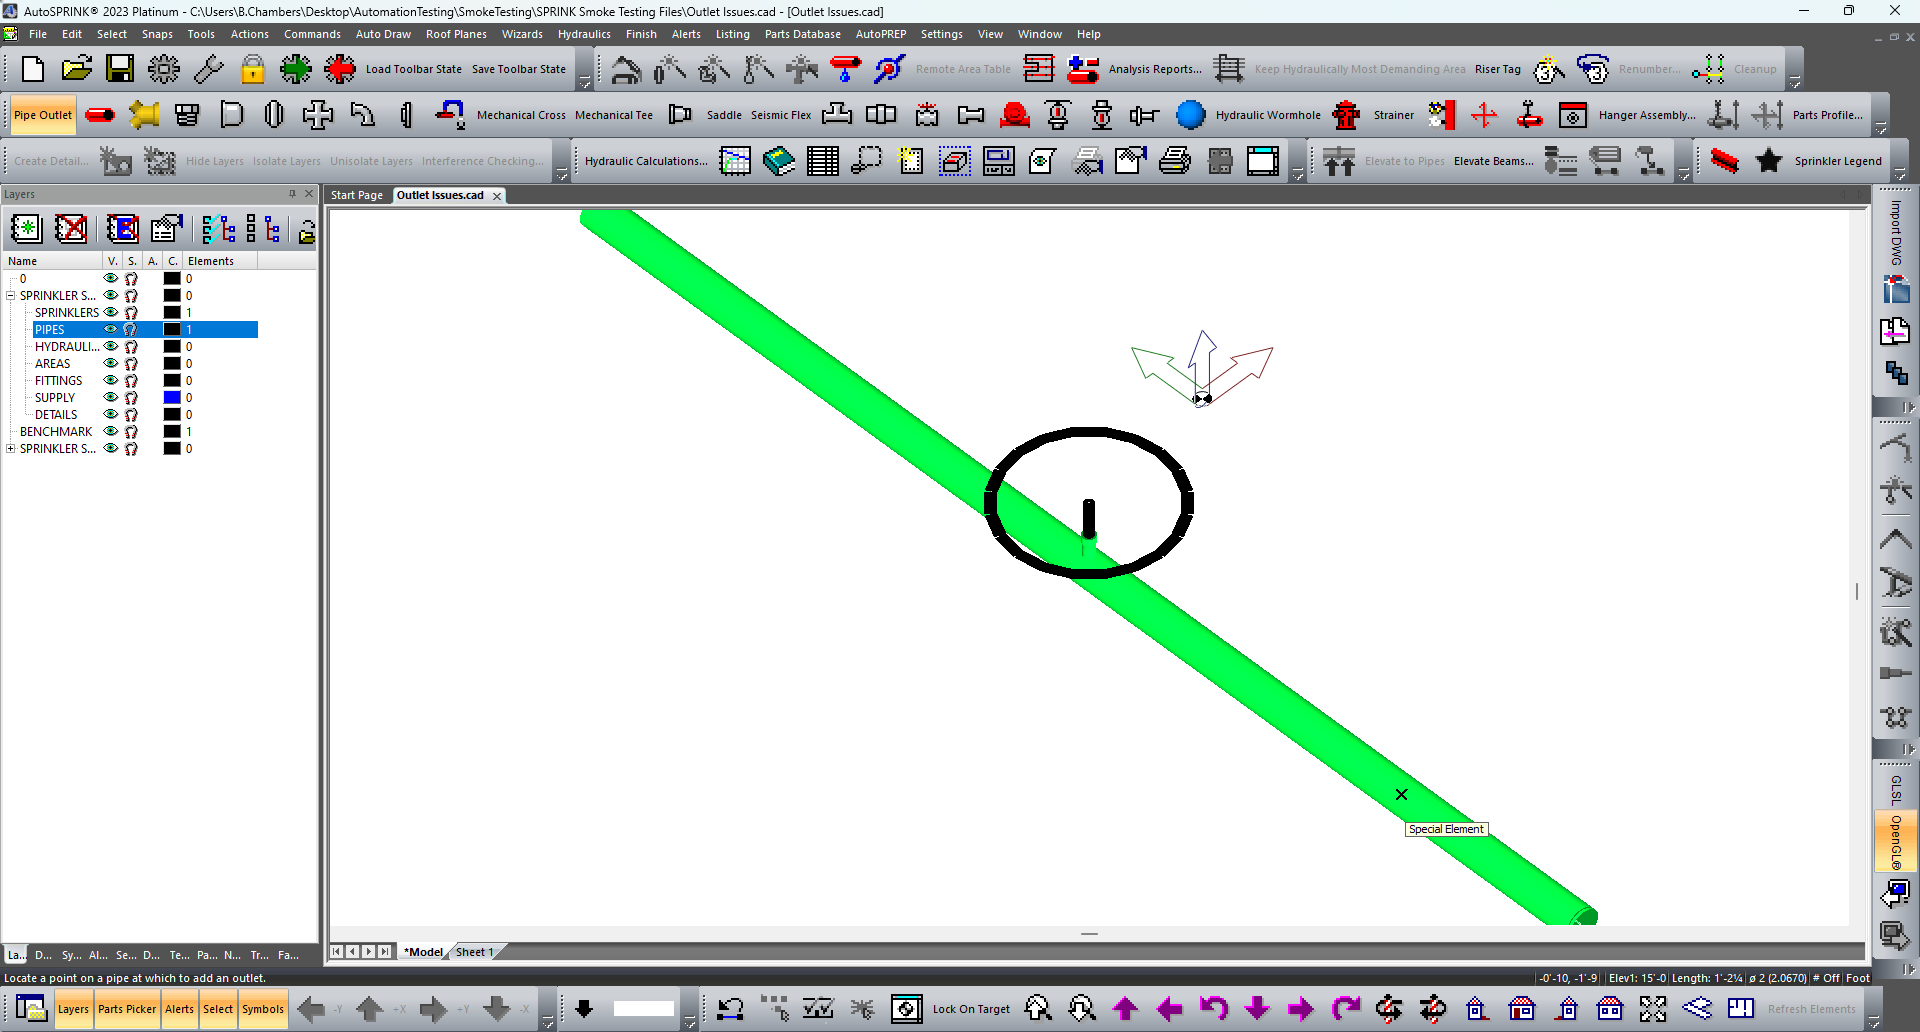 AutoSPRINK® 2023 Platinum - C:\Users\B.Chambers\Desktop\AutomationTesting\SmokeTesting\SPRINK Smoke Testing Files\Outlet Issues.cad - [Outlet Issues.cad]
File Edit Select Snaps Tools Actions Commands Auto Draw Roof Planes Wizards Hydraulics Finish Alerts Listing Parts Database AutoPREP Settings View Window Help
Load Toolbar State Save Toolbar State Remote Area Table Analysis Reports... Keep Hydraulically Most Demanding Area Riser Tag Renumber... Cleanup
Pipe Outlet Mechanical Cross Mechanical Tee Saddle Seismic Flex Hydraulic Wormhole Strainer Hanger Assembly... Parts Profile...
Create Detail... Hide Layers Isolate Layers Unisolate Layers Interference Checking... Hydraulic Calculations... Elevate to Pipes Elevate Beams... Sprinkler Legend
Layers
Start Page Outlet Issues.cad
Import DWG
Name V. S. A. C. Elements
0 0
SPRINKLER S... 0
SPRINKLERS 1
PIPES 1
HYDRAULI... 0
AREAS 0
FITTINGS 0
SUPPLY 0
DETAILS 0
BENCHMARK 1
SPRINKLER S... 0
Special Element
GLSL
OpenGL®
*Model Sheet 1
La... D... Sy... Al... Se... D... Te... Pa... N... Tr... Fa...
Locate a point on a pipe at which to add an outlet.
-0'-10, -1'-9 Elev1: 15'-0 Length: 1'-2¼ ø 2 (2.0670) # Off Foot
Layers Parts Picker Alerts Select Symbols -Y +X +Y -X Lock On Target Refresh Elements